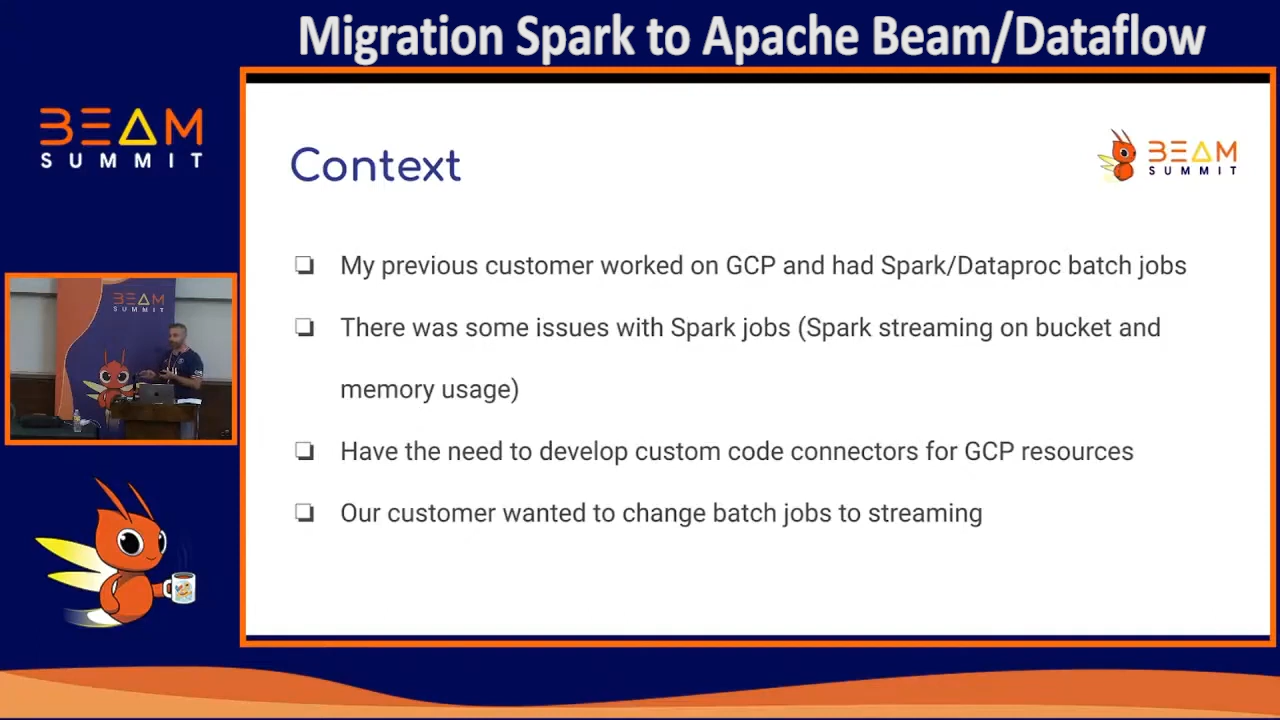 Migration Spark to Apache Beam/Dataflow
BEAM
SUMMIT
Context
BEAM
SUMMIT
❏ My previous customer worked on GCP and had Spark/Dataproc batch jobs
❏ There was some issues with Spark jobs (Spark streaming on bucket and
memory usage)
❏ Have the need to develop custom code connectors for GCP resources
❏ Our customer wanted to change batch jobs to streaming
BEAM
SUMMIT